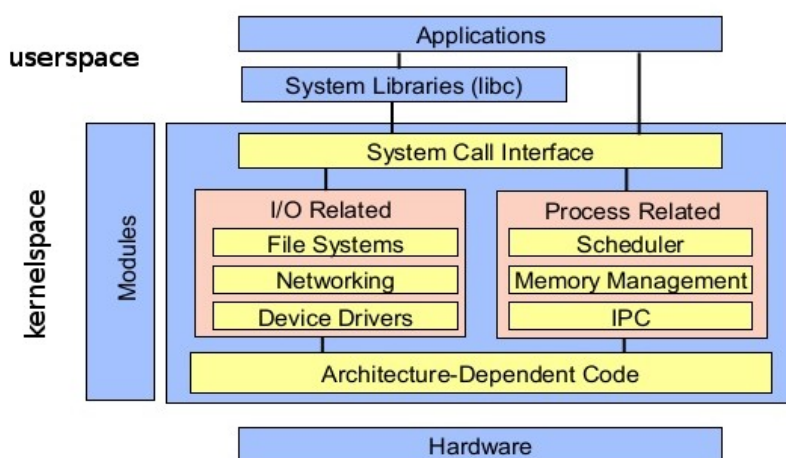 Applications
userspace
System Libraries (libc)
System Call Interface
kernelspace
Modules
I/O Related
File Systems
Networking
Device Drivers
Process Related
Scheduler
Memory Management
IPC
Architecture-Dependent Code
Hardware